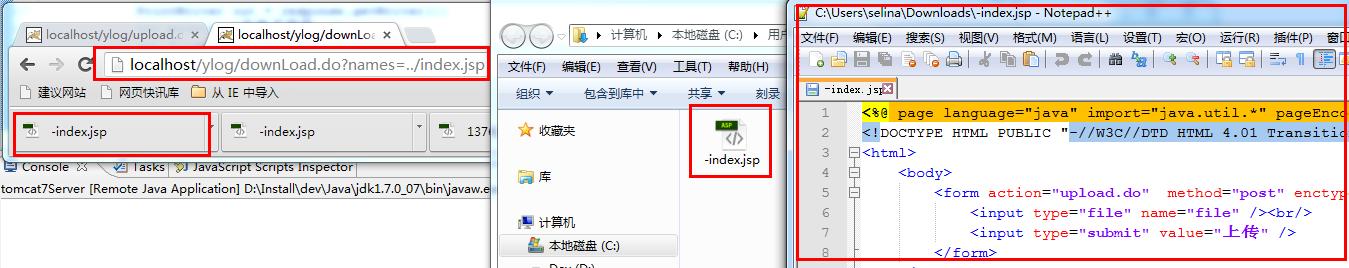 localhost/ylog/upload.d
localhost/ylog/downLoa
localhost/ylog/downLoad.do?names=../index.jsp
建议网站
网页快讯库
从 IE 中导入
-index.jsp
-index.jsp
137
Console
Tasks
JavaScript Scripts Inspector
tomcat7Server [Remote Java Application] D:\Install\dev\Java\jdk1.7.0_07\bin\javaw.e
计算机
本地磁盘 (C:)
用户
文件(F)
编辑(E)
查看(V)
工具(T)
帮助(H)
组织
包含到库中
共享
刻录
收藏夹
库
计算机
本地磁盘 (C:)
ASP
-index.jsp
C:\Users\selina\Downloads\-index.jsp - Notepad++
文件(F) 编辑(E) 搜索(S) 视图(V) 格式(M) 语言(L) 设置(T) 宏(O) 运行(R) 插件(P) 窗口
-index.jsp
1 <%@ page language="java" import="java.util.*" pageEnco
2 <!DOCTYPE HTML PUBLIC "-//W3C//DTD HTML 4.01 Transitio
3 <html>
4 <body>
5 <form action="upload.do" method="post" enctyp
6 <input type="file" name="file" /><br/>
7 <input type="submit" value="上传" />
8 </form>